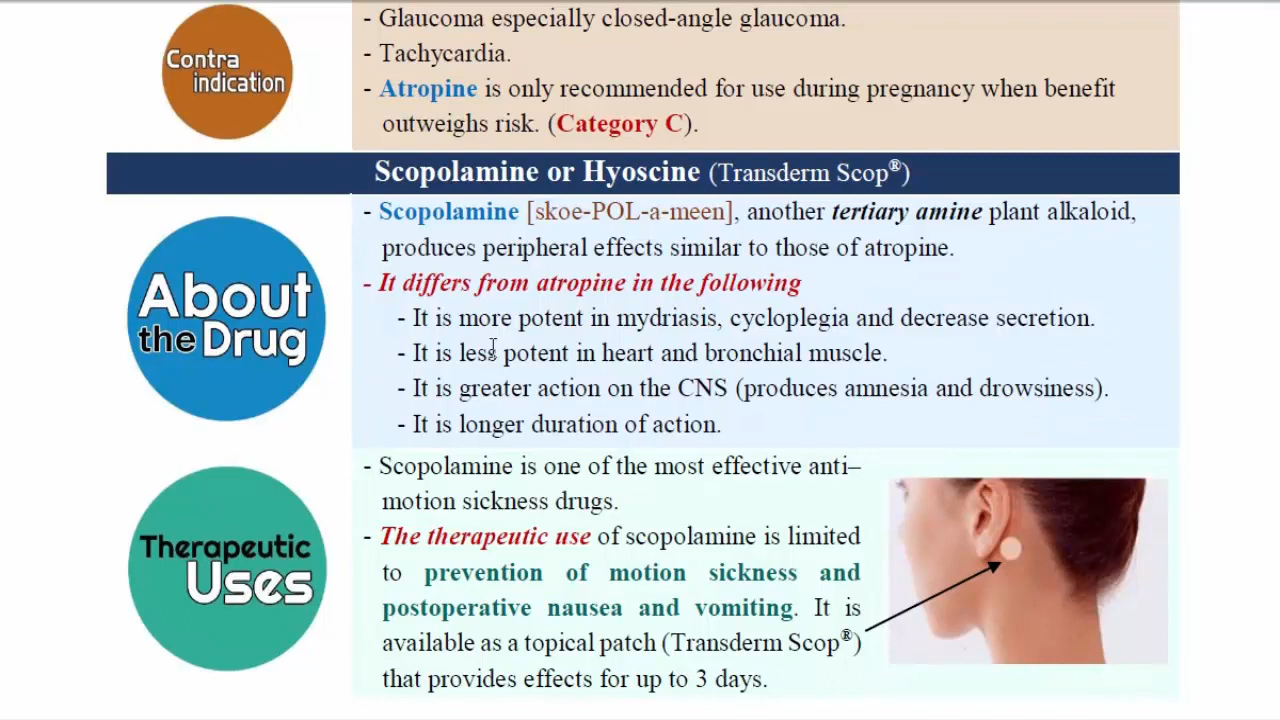 Contra
indication
- Glaucoma especially closed-angle glaucoma.
- Tachycardia.
- Atropine is only recommended for use during pregnancy when benefit
outweighs risk. (Category C).
Scopolamine or Hyoscine (Transderm Scop®)
About
the Drug
- Scopolamine [skoe-POL-a-meen], another tertiary amine plant alkaloid,
produces peripheral effects similar to those of atropine.
- It differs from atropine in the following
- It is more potent in mydriasis, cycloplegia and decrease secretion.
- It is less potent in heart and bronchial muscle.
- It is greater action on the CNS (produces amnesia and drowsiness).
- It is longer duration of action.
Therapeutic
Uses
- Scopolamine is one of the most effective anti–
motion sickness drugs.
- The therapeutic use of scopolamine is limited
to prevention of motion sickness and
postoperative nausea and vomiting. It is
available as a topical patch (Transderm Scop®)
that provides effects for up to 3 days.